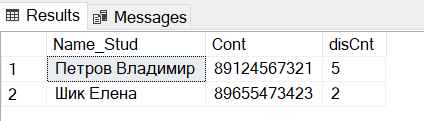 Results Messages
Name_Stud Cont disCnt
1 Петров Владимир 89124567321 5
2 Шик Елена 89655473423 2